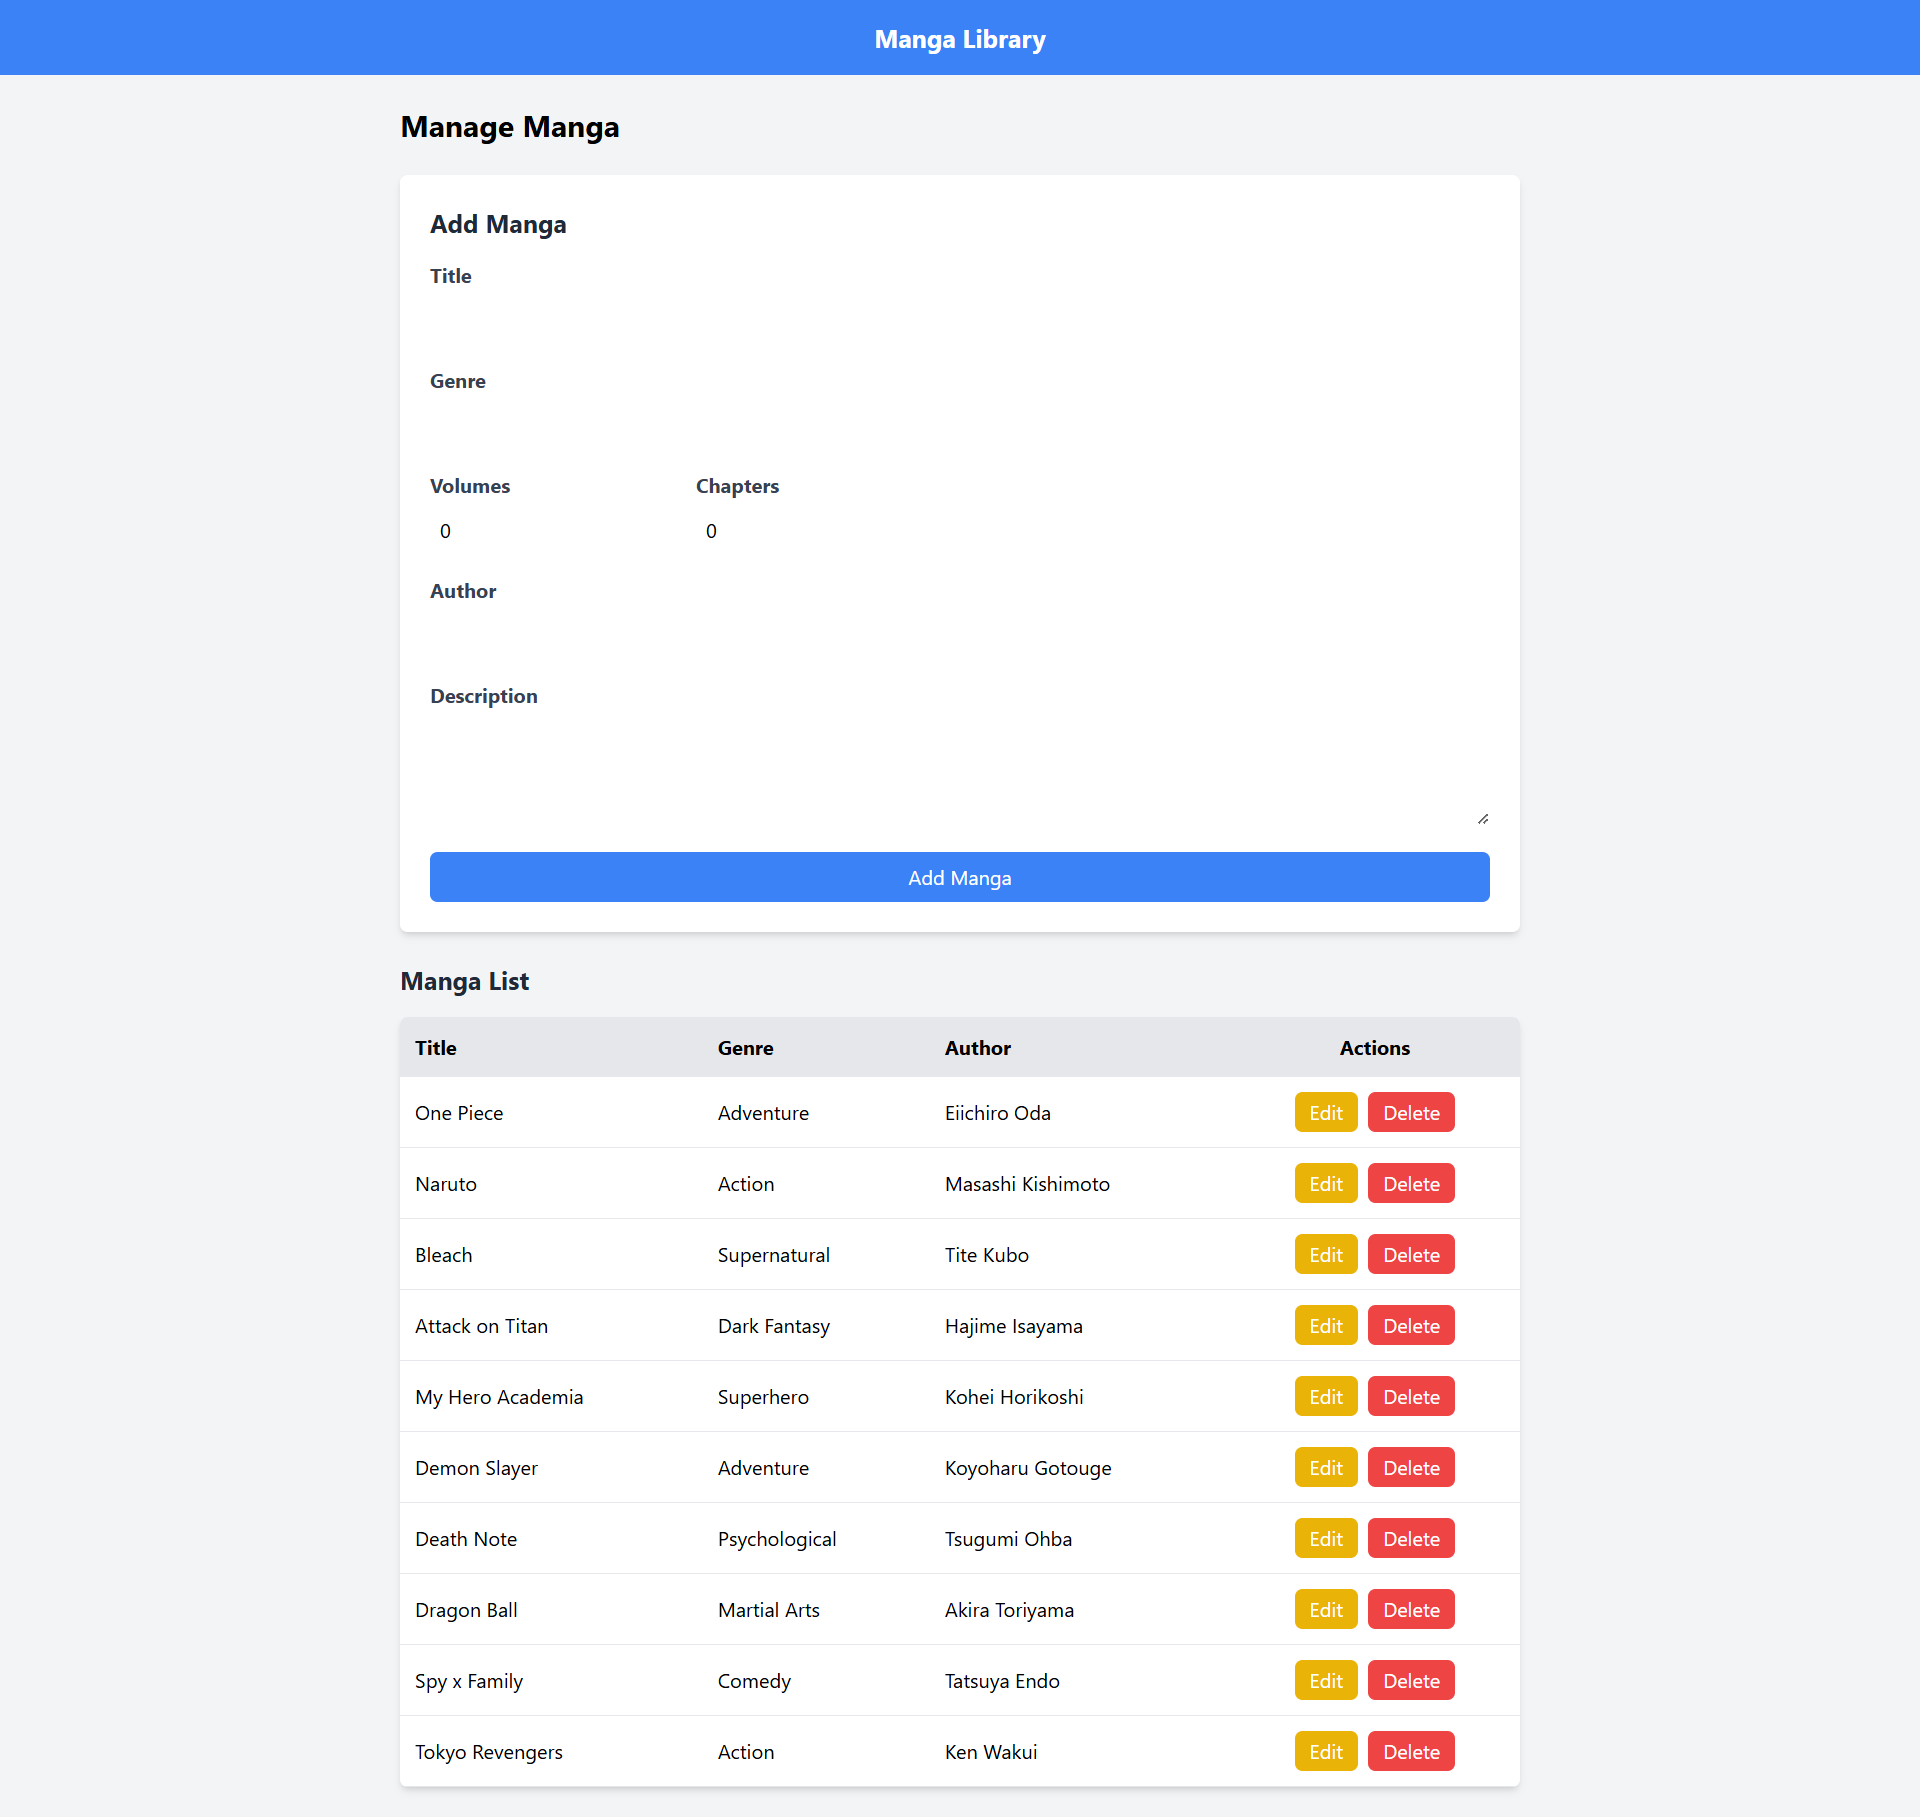 Manga Library
Manage Manga
Add Manga
Title
Genre
Volumes Chapters
0 0
Author
Description
Add Manga
Manga List
Title Genre Author Actions
One Piece Adventure Eiichiro Oda Edit Delete
Naruto Action Masashi Kishimoto Edit Delete
Bleach Supernatural Tite Kubo Edit Delete
Attack on Titan Dark Fantasy Hajime Isayama Edit Delete
My Hero Academia Superhero Kohei Horikoshi Edit Delete
Demon Slayer Adventure Koyoharu Gotouge Edit Delete
Death Note Psychological Tsugumi Ohba Edit Delete
Dragon Ball Martial Arts Akira Toriyama Edit Delete
Spy x Family Comedy Tatsuya Endo Edit Delete
Tokyo Revengers Action Ken Wakui Edit Delete